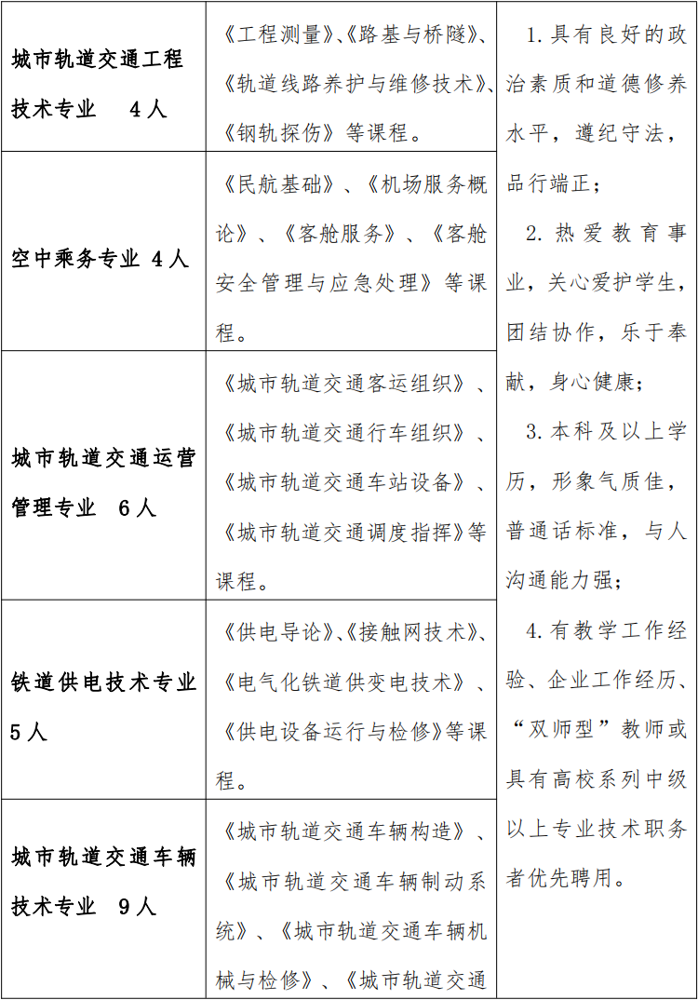 城市轨道交通工程
技术专业 4人
《工程测量》、《路基与桥隧》、
《轨道线路养护与维修技术》、
《钢轨探伤》等课程。
空中乘务专业 4人
《民航基础》、《机场服务概
论》、《客舱服务》、《客舱
安全管理与应急处理》等课
程。
城市轨道交通运营
管理专业 6人
《城市轨道交通客运组织》、
《城市轨道交通行车组织》、
《城市轨道交通车站设备》、
《城市轨道交通调度指挥》等
课程。
铁道供电技术专业
5人
《供电导论》、《接触网技术》、
《电气化铁道供变电技术》、
《供电设备运行与检修》等课
程。
城市轨道交通车辆
技术专业 9人
《城市轨道交通车辆构造》、
《城市轨道交通车辆制动系
统》、《城市轨道交通车辆机
械与检修》、《城市轨道交通
1.具有良好的政
治素质和道德修养
水平，遵纪守法，
品行端正；
2.热爱教育事
业，关心爱护学生，
团结协作，乐于奉
献，身心健康；
3.本科及以上学
历，形象气质佳，
普通话标准，与人
沟通能力强；
4.有教学工作经
验、企业工作经历、
“双师型”教师或
具有高校系列中级
以上专业技术职务
者优先聘用。